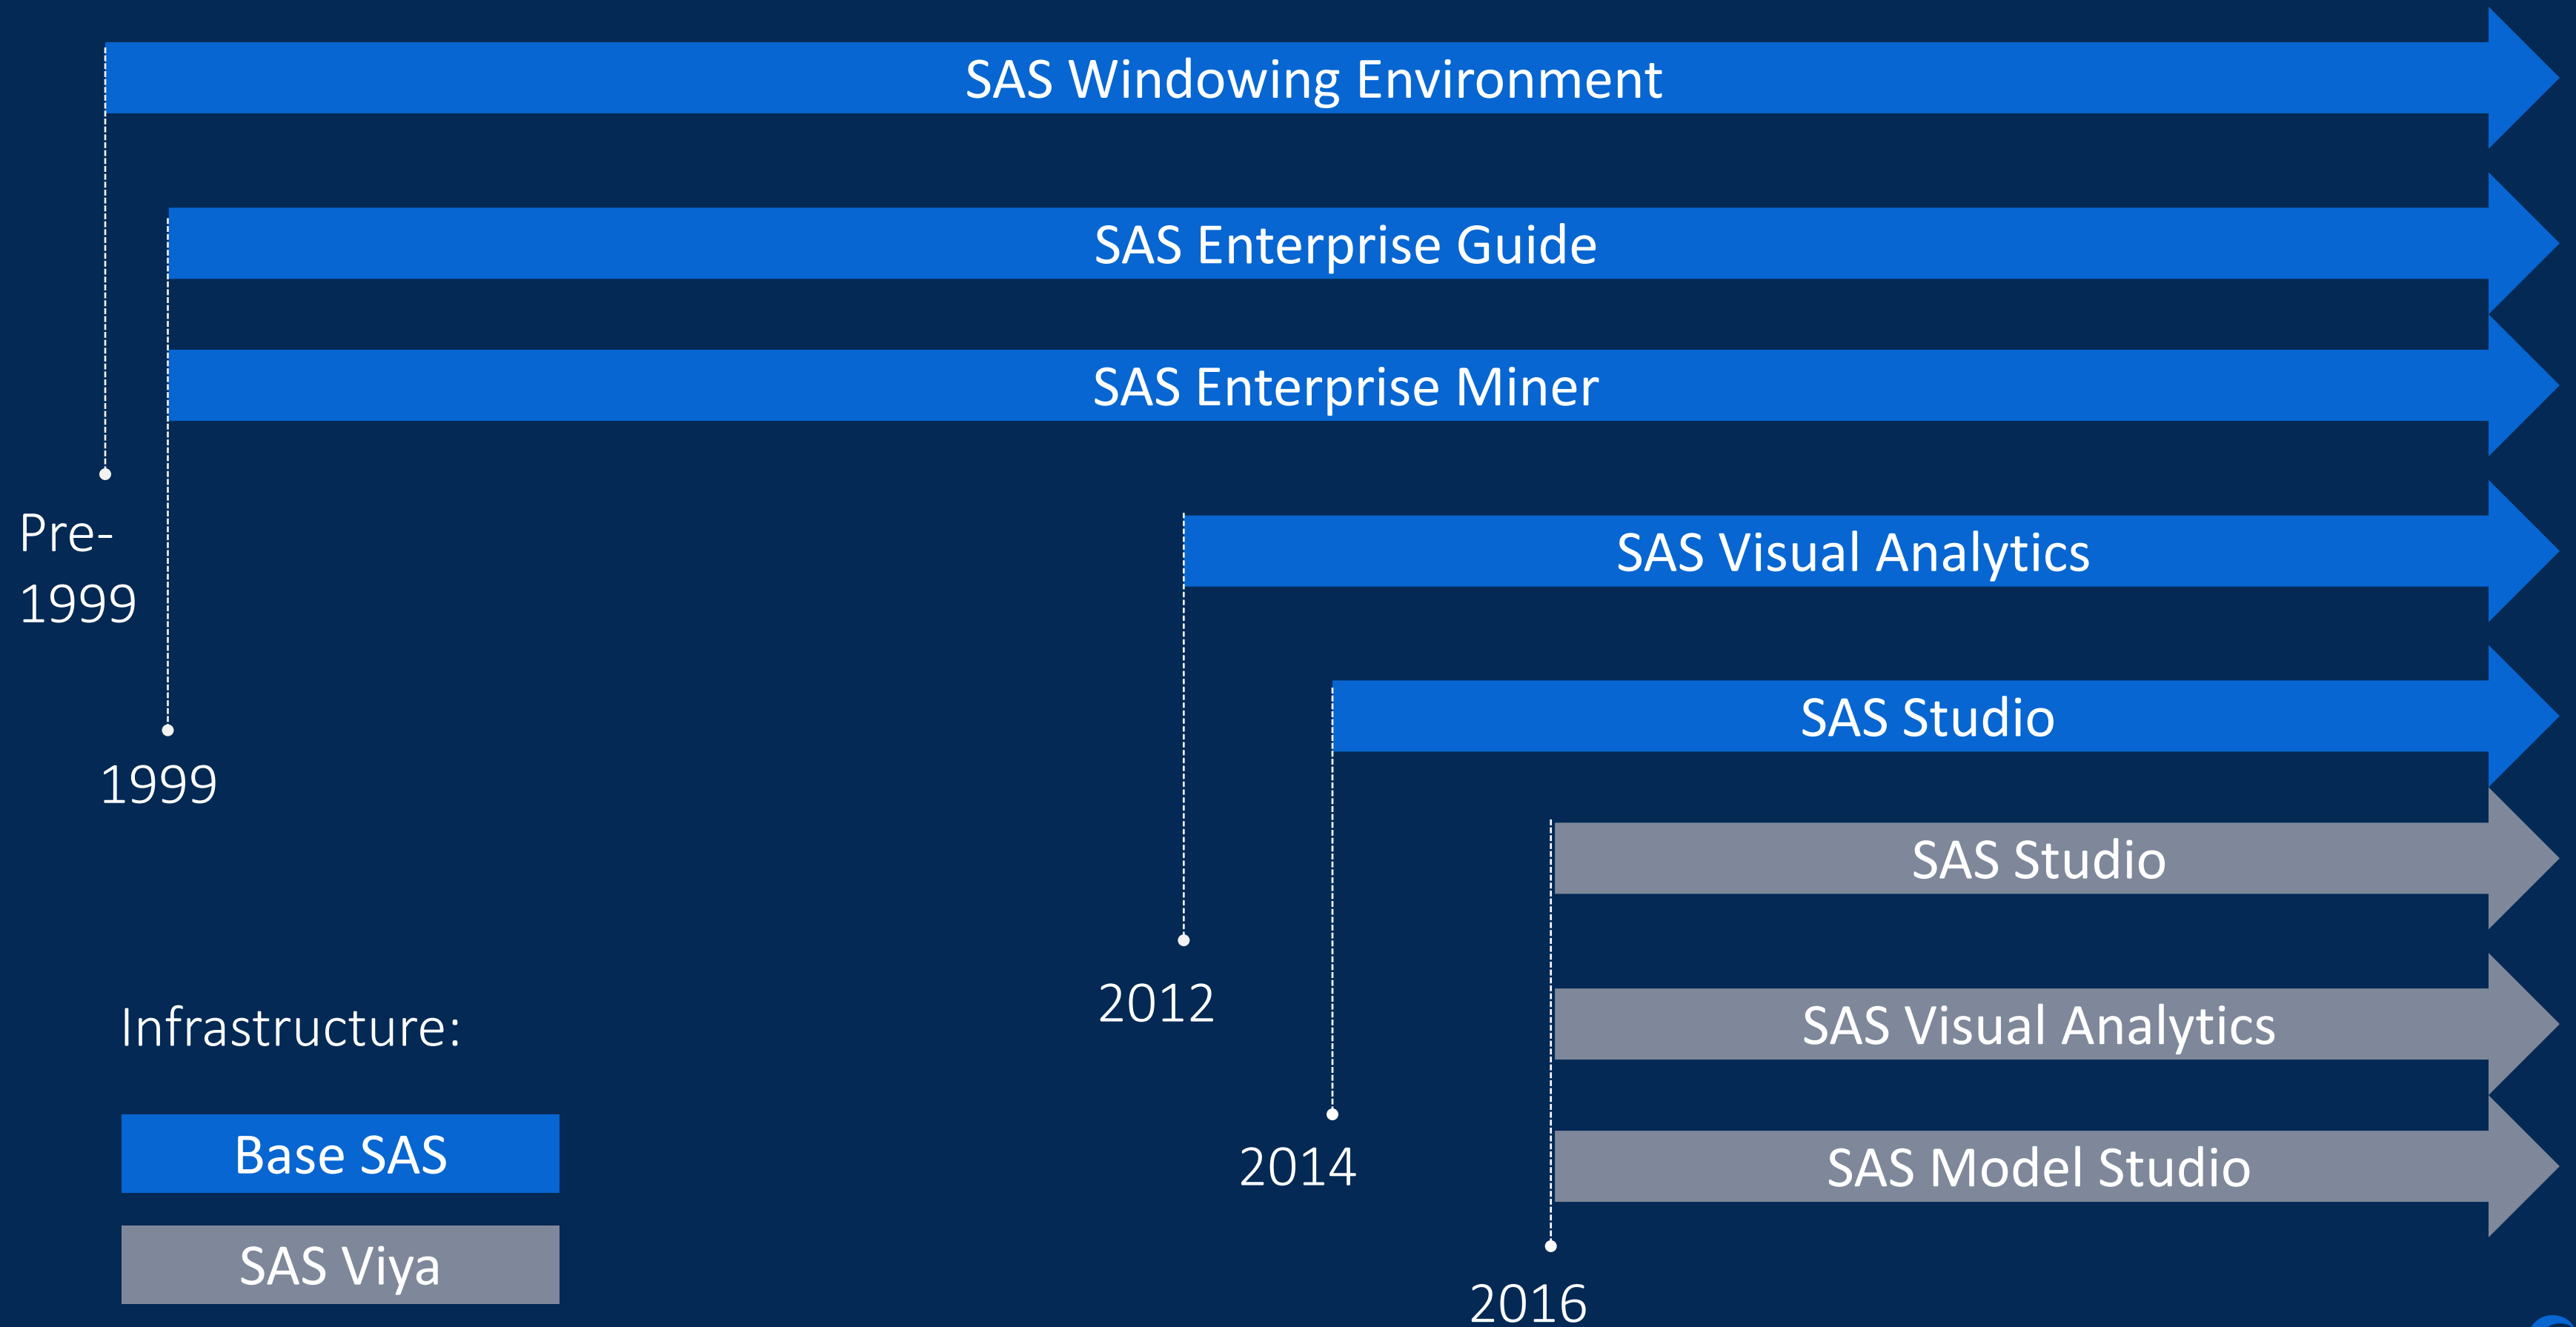 SAS Windowing Environment
SAS Enterprise Guide
SAS Enterprise Miner
Pre-
1999
SAS Visual Analytics
SAS Studio
1999
SAS Studio
2012
SAS Visual Analytics
Infrastructure:
Base SAS
2014
SAS Model Studio
SAS Viya
2016